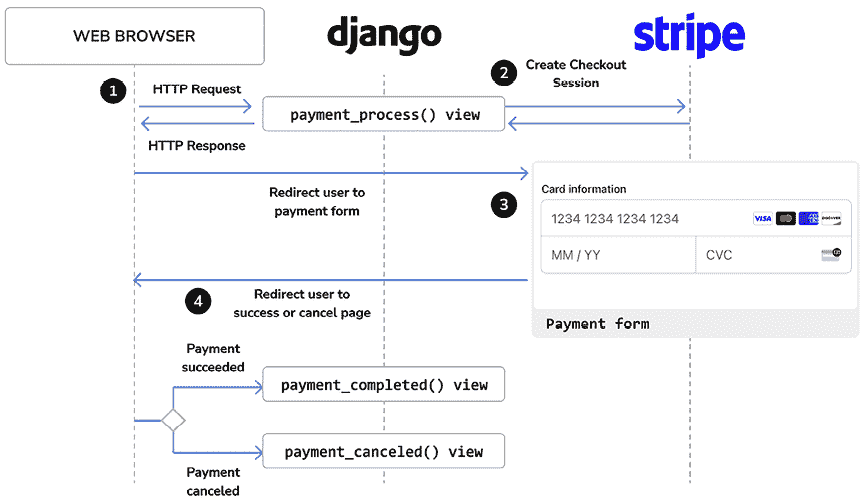 WEB BROWSER
django
stripe
1
HTTP Request
2
Create Checkout
Session
payment_process() view
HTTP Response
Redirect user to
payment form
3
Card information
1234 1234 1234 1234
VISA
DISCOVER
MM / YY
CVC
Payment form
4
Redirect user to
success or cancel page
Payment
succeeded
payment_completed() view
payment_canceled() view
Payment
canceled